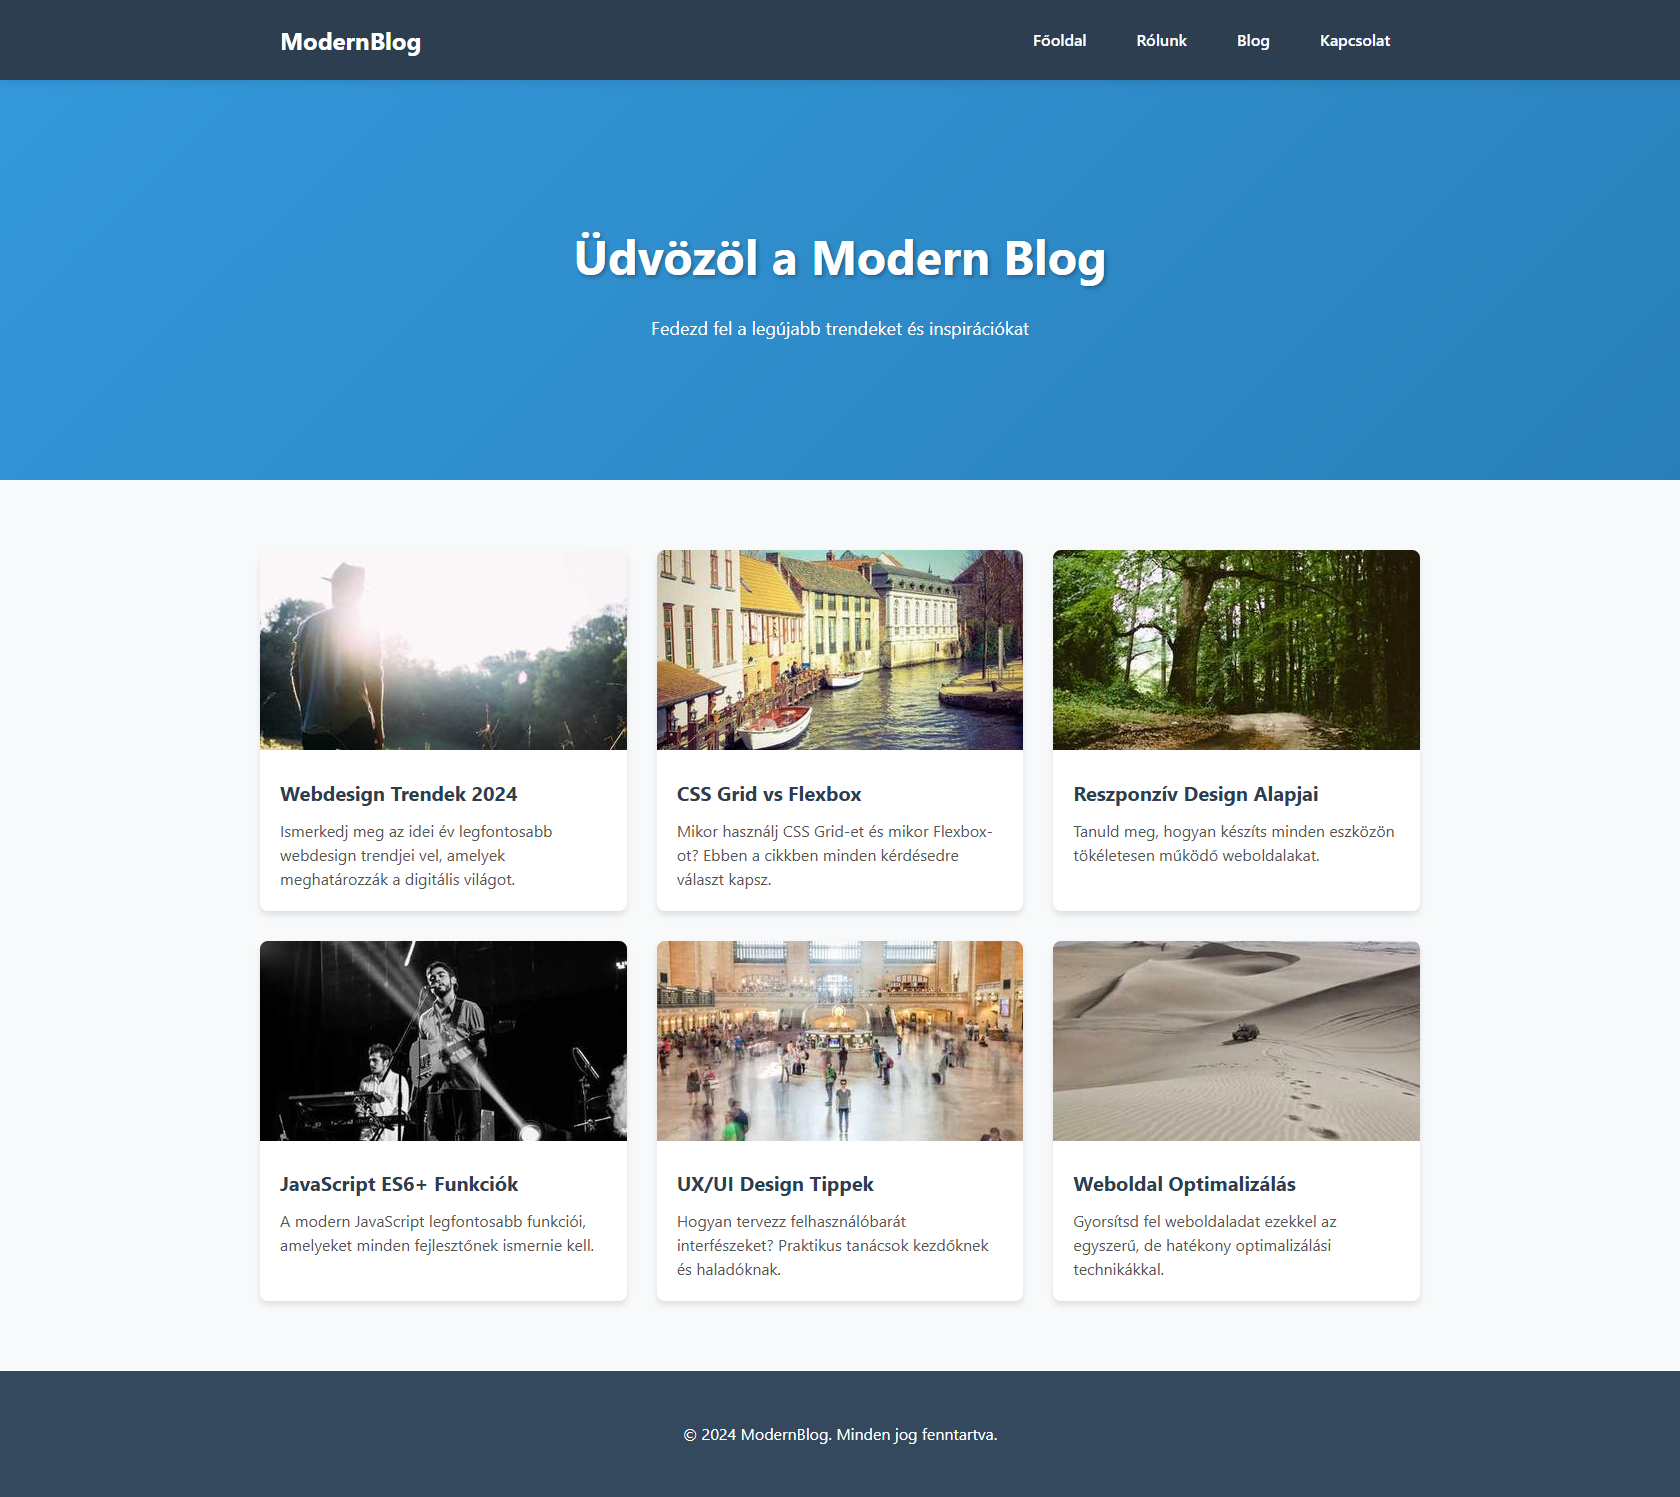 ModernBlog
Főoldal Rólunk Blog Kapcsolat
Üdvözöl a Modern Blog
Fedezd fel a legújabb trendeket és inspirációkat
Webdesign Trendek 2024
Ismerkedj meg az idei év legfontosabb
webdesign trendjei vel, amelyek
meghatározzák a digitális világot.
CSS Grid vs Flexbox
Mikor használj CSS Grid-et és mikor Flexbox-
ot? Ebben a cikkben minden kérdésedre
választ kapsz.
Reszponzív Design Alapjai
Tanuld meg, hogyan készíts minden eszközön
tökéletesen működő weboldalakat.
JavaScript ES6+ Funkciók
A modern JavaScript legfontosabb funkciói,
amelyeket minden fejlesztőnek ismernie kell.
UX/UI Design Tippek
Hogyan tervezz felhasználóbarát
interfészeket? Praktikus tanácsok kezdőknek
és haladóknak.
Weboldal Optimalizálás
Gyorsítsd fel weboldaladat ezekkel az
egyszerű, de hatékony optimalizálási
technikákkal.
© 2024 ModernBlog. Minden jog fenntartva.